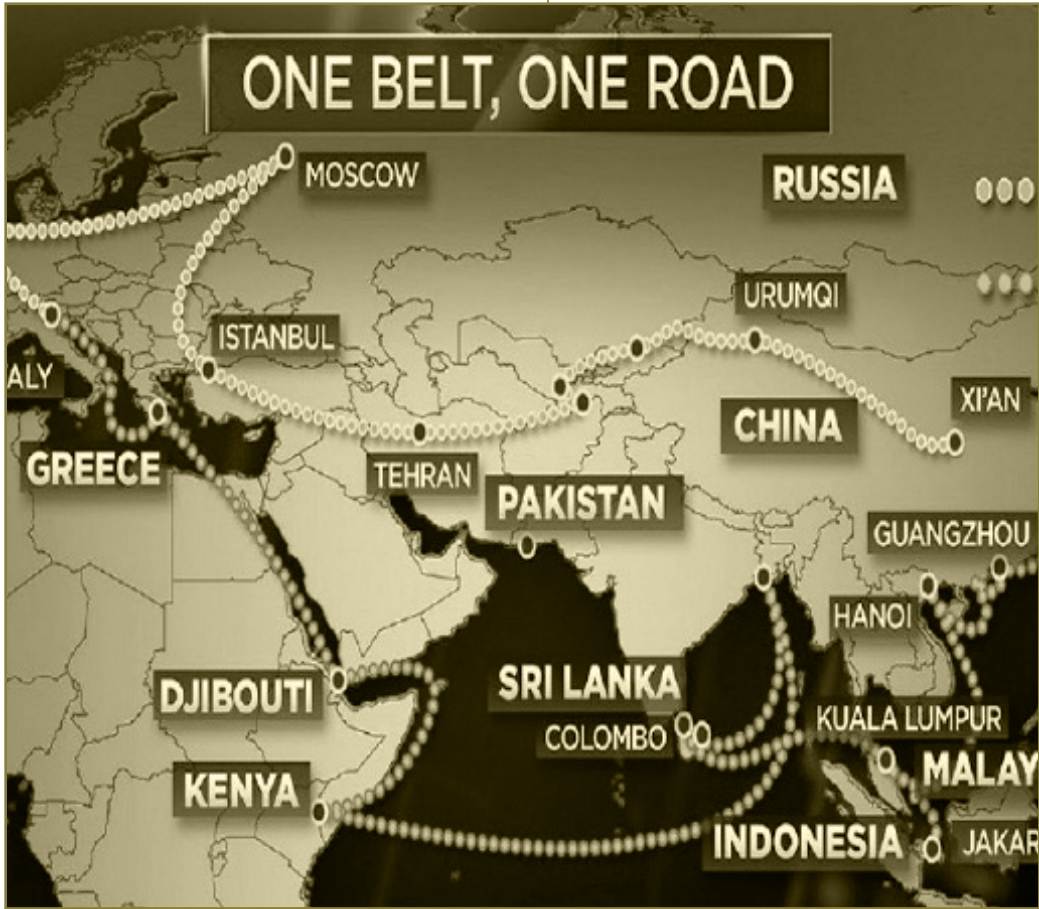 ONE BELT, ONE ROAD
MOSCOW
RUSSIA
URUMQI
ISTANBUL
ALY
XI'AN
CHINA
GREECE
TEHRAN
PAKISTAN
GUANGZHOU
HANOI
DJIBOUTI
SRI LANKA
COLOMBO
KUALA LUMPUR
MALAY
KENYA
INDONESIA
JAKAR